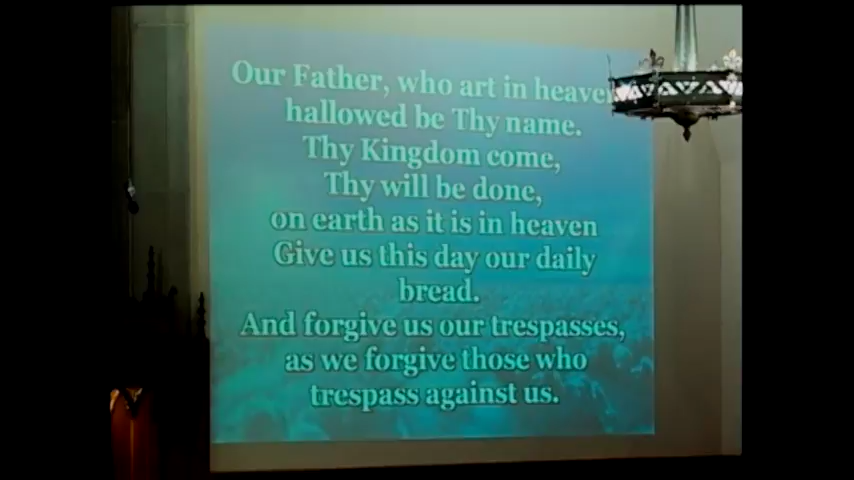 Our Father, who art in heaven
hallowed be Thy name.
Thy Kingdom come,
Thy will be done,
on earth as it is in heaven
Give us this day our daily
bread.
And forgive us our trespasses,
as we forgive those who
trespass against us.